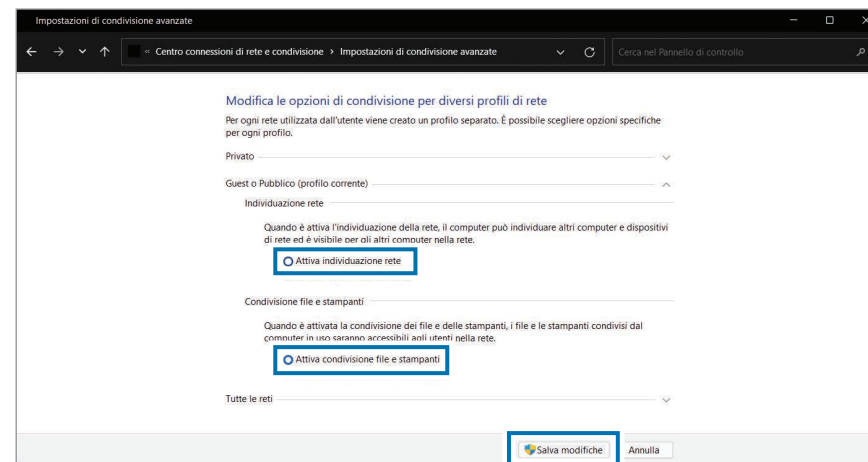 Impostazioni di condivisione avanzate
« Centro connessioni di rete e condivisione > Impostazioni di condivisione avanzate
Cerca nel Pannello di controllo
Modifica le opzioni di condivisione per diversi profili di rete
Per ogni rete utilizzata dall'utente viene creato un profilo separato. È possibile scegliere opzioni specifiche
per ogni profilo.
Privato
Guest o Pubblico (profilo corrente)
Individuazione rete
Quando è attiva l'individuazione della rete, il computer può individuare altri computer e dispositivi
di rete ed è visibile per gli altri computer nella rete.
Attiva individuazione rete
Condivisione file e stampanti
Quando è attivata la condivisione dei file e delle stampanti, i file e le stampanti condivisi dal
computer in uso saranno accessibili agli utenti nella rete.
Attiva condivisione file e stampanti
Tutte le reti
Salva modifiche
Annulla